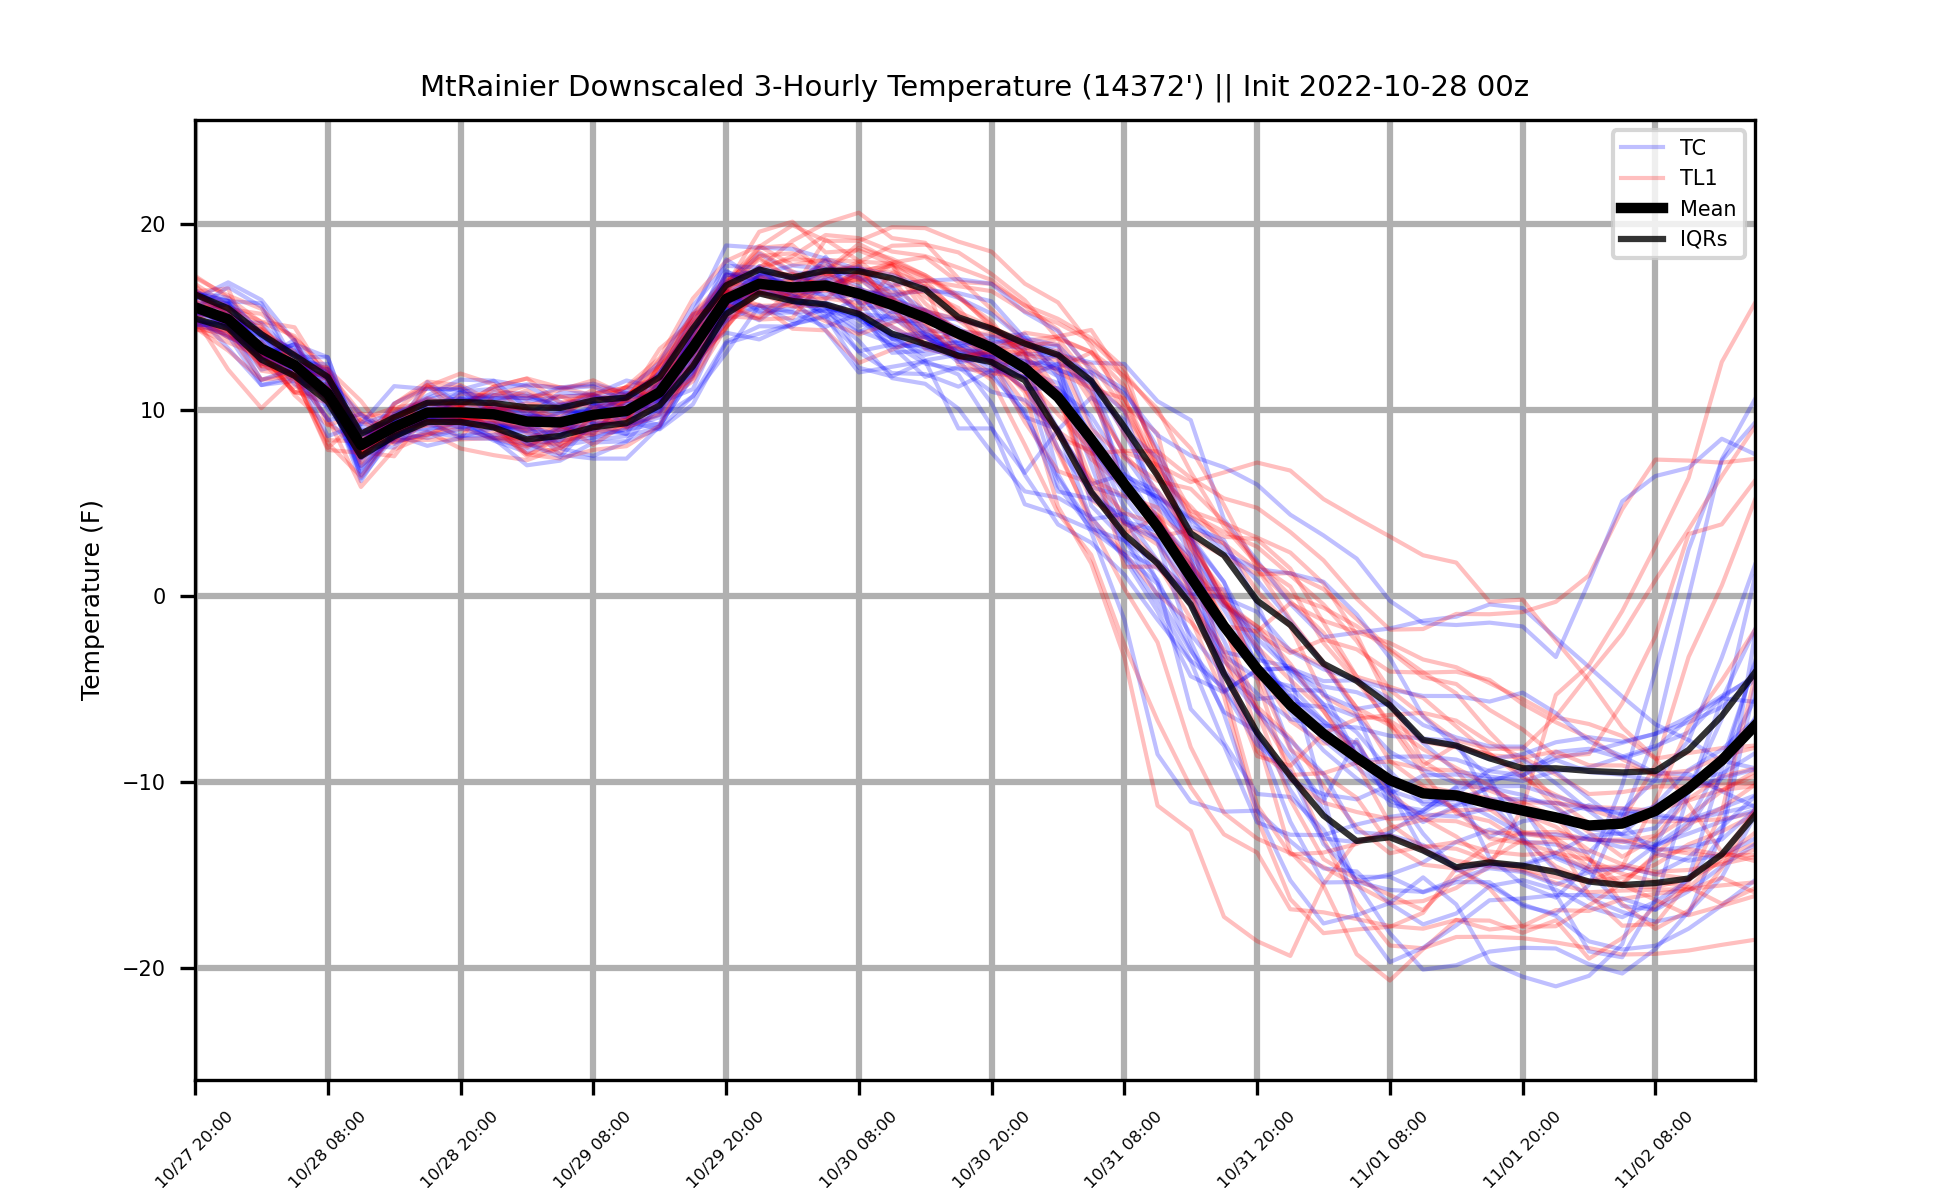 MtRainier Downscaled 3-Hourly Temperature (14372') || Init 2022-10-28 00z
TC
TL1
Mean
IQRs
Temperature (F)
20
10
0
−10
−20
10/27 20:00
10/28 08:00
10/28 20:00
10/29 08:00
10/29 20:00
10/30 08:00
10/30 20:00
10/31 08:00
10/31 20:00
11/01 08:00
11/01 20:00
11/02 08:00